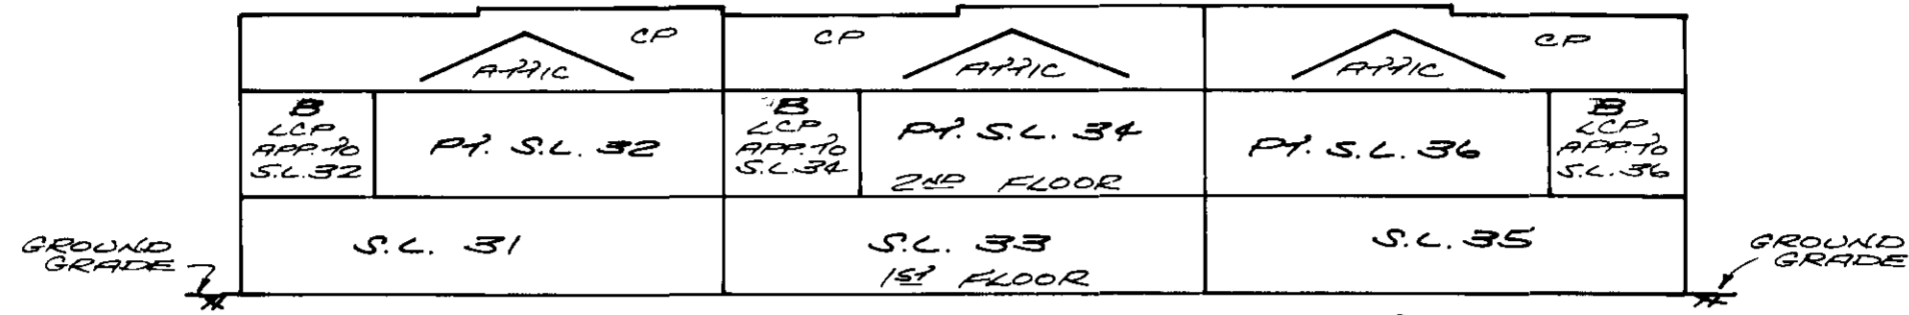 CP
CP
CP
ATTIC
ATTIC
ATTIC
B
LCP
APP. TO
S.L. 32
PT. S.L. 32
B
LCP
APP. TO
S.L. 34
PT. S.L. 34
2ND FLOOR
PT. S.L. 36
B
LCP
APP. TO
S.L. 36
GROUND
GRADE
S.L. 31
S.L. 33
1ST FLOOR
S.L. 35
GROUND
GRADE